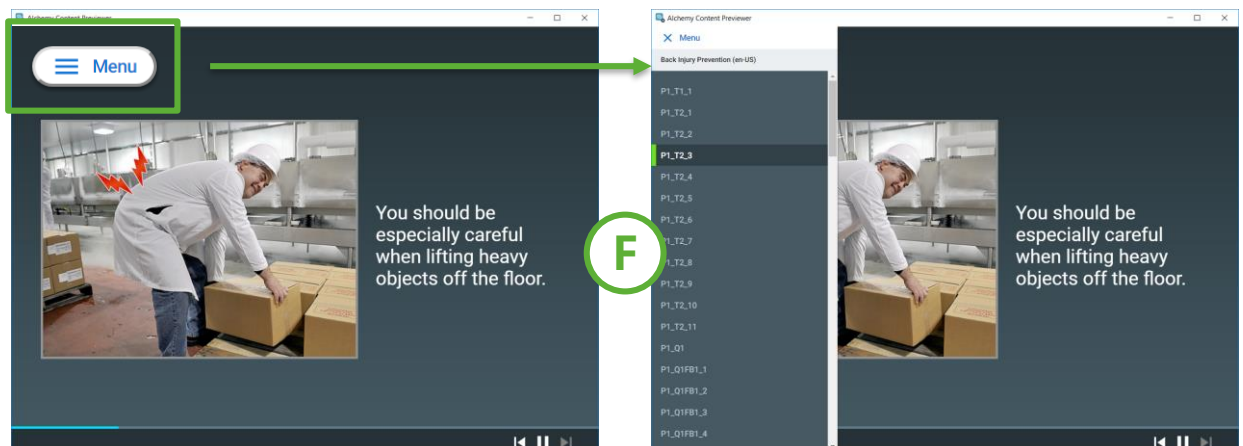 Alchemy Content Previewer
Menu
You should be
especially careful
when lifting heavy
objects off the floor.
F
Alchemy Content Previewer
Menu
Back Injury Prevention (en-US)
P1_T1_1
P1_T2_1
P1_T2_2
P1_T2_3
P1_T2_4
P1_T2_5
P1_T2_6
P1_T2_7
P1_T2_8
P1_T2_9
P1_T2_10
P1_T2_11
P1_Q1
P1_Q1FB1_1
P1_Q1FB1_2
P1_Q1FB1_3
P1_Q1FB1_4
You should be
especially careful
when lifting heavy
objects off the floor.